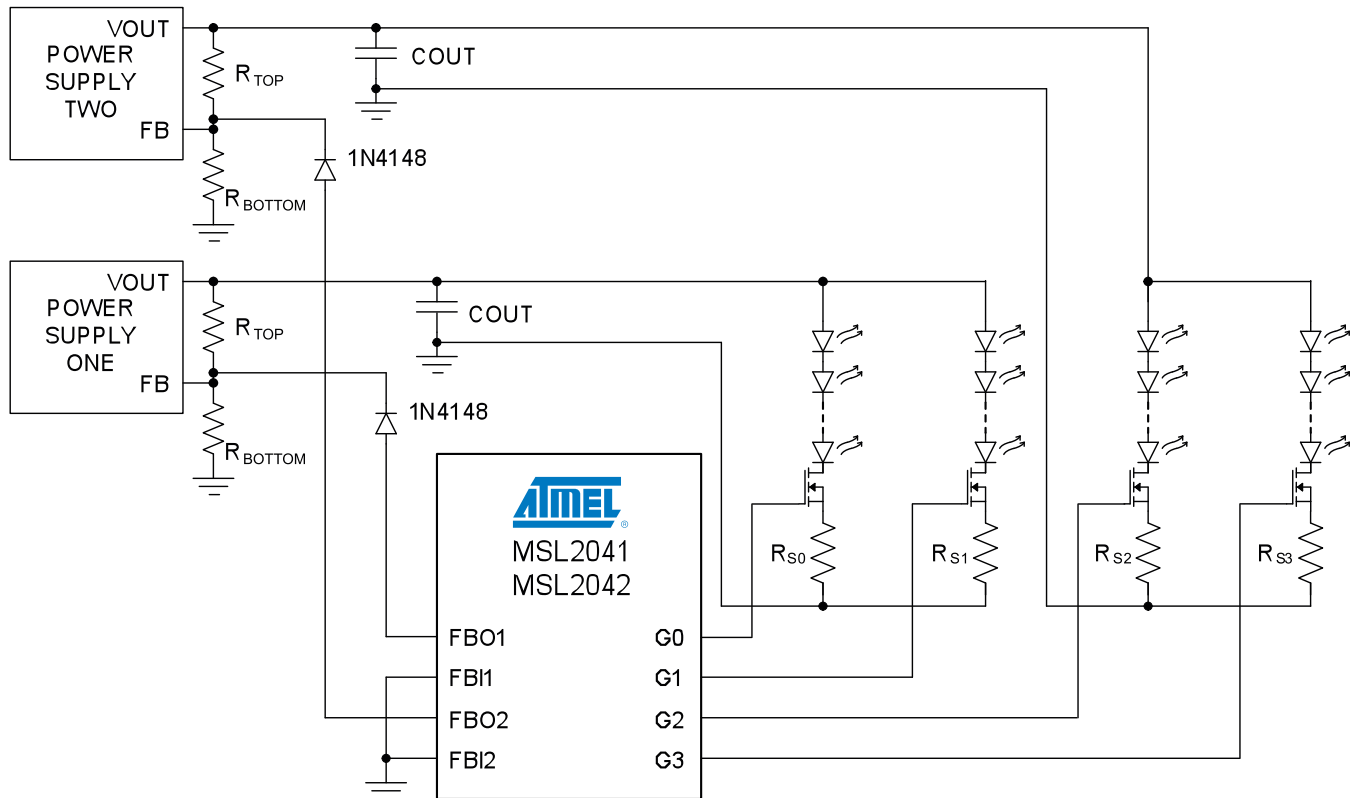 VOUT
POWER
SUPPLY
TWO
FB
RTOP
RBOTTOM
COUT
1N4148
VOUT
POWER
SUPPLY
ONE
FB
RTOP
RBOTTOM
COUT
1N4148
ATMEL ®
MSL2041
MSL2042
FBO1
FBI1
FBO2
FBI2
G0
G1
G2
G3
RS0
RS1
RS2
RS3